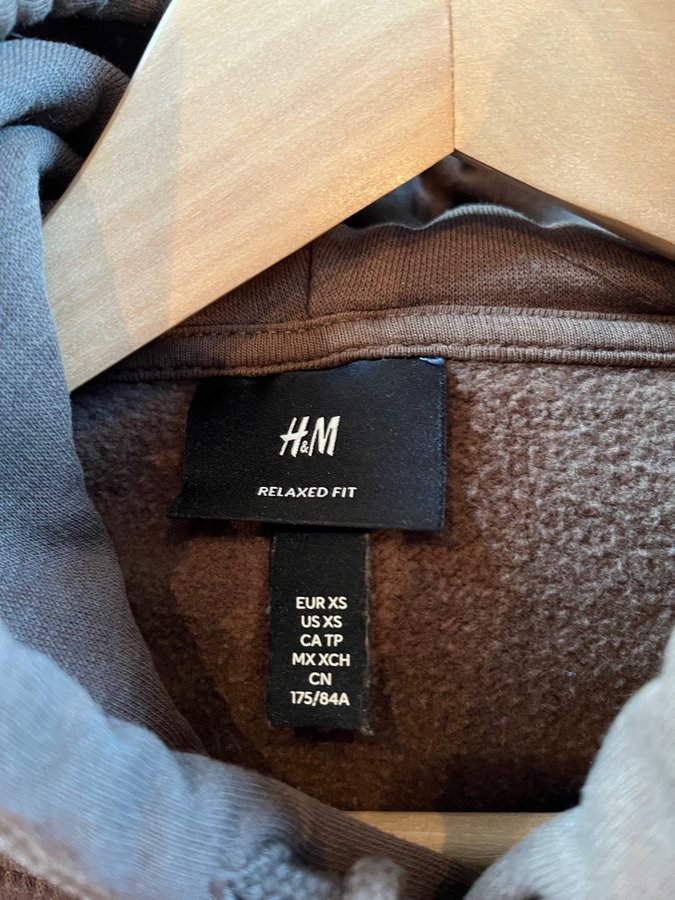 H&M
RELAXED FIT
EUR XS
US XS
CA TP
MX XCH
CN
175/84A